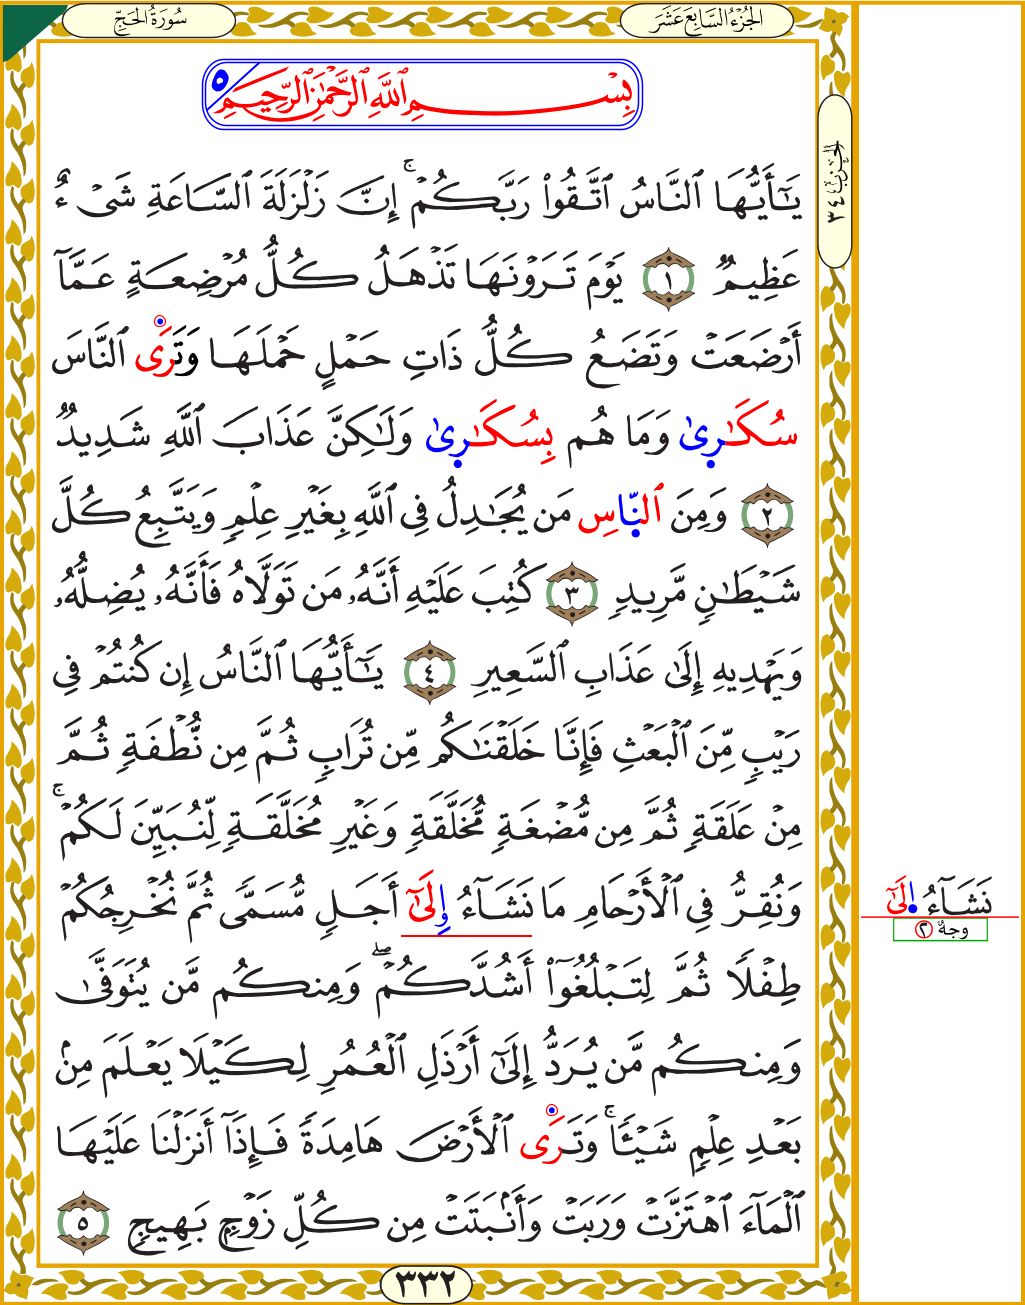 سُورَةُ الحَجِّ
الجُزْءُ السَّابِعَ عَشَرَ
الحِزْبُ ٣٤
بِسْمِ ٱللَّهِ ٱلرَّحْمَٰنِ ٱلرَّحِيمِ ٥
يَٰٓأَيُّهَا ٱلنَّاسُ ٱتَّقُوا۟ رَبَّكُمْ ۚ إِنَّ زَلْزَلَةَ ٱلسَّاعَةِ شَىْءٌ
عَظِيمٌ ١ يَوْمَ تَرَوْنَهَا تَذْهَلُ كُلُّ مُرْضِعَةٍ عَمَّآ
أَرْضَعَتْ وَتَضَعُ كُلُّ ذَاتِ حَمْلٍ حَمْلَهَا وَتَرَى ٱلنَّاسَ
سُكَٰرِىٰ وَمَا هُم بِسُكَٰرِىٰ وَلَٰكِنَّ عَذَابَ ٱللَّهِ شَدِيدٌ
٢ وَمِنَ ٱلنَّاسِ مَن يُجَٰدِلُ فِى ٱللَّهِ بِغَيْرِ عِلْمٍ وَيَتَّبِعُ كُلَّ
شَيْطَٰنٍ مَّرِيدٍ ٣ كُتِبَ عَلَيْهِ أَنَّهُۥ مَن تَوَلَّاهُ فَأَنَّهُۥ يُضِلُّهُۥ
وَيَهْدِيهِ إِلَىٰ عَذَابِ ٱلسَّعِيرِ ٤ يَٰٓأَيُّهَا ٱلنَّاسُ إِن كُنتُمْ فِى
رَيْبٍ مِّنَ ٱلْبَعْثِ فَإِنَّا خَلَقْنَٰكُم مِّن تُرَابٍ ثُمَّ مِن نُّطْفَةٍ ثُمَّ
مِنْ عَلَقَةٍ ثُمَّ مِن مُّضْغَةٍ مُّخَلَّقَةٍ وَغَيْرِ مُخَلَّقَةٍ لِّنُبَيِّنَ لَكُمْ ۚ
وَنُقِرُّ فِى ٱلْأَرْحَامِ مَا نَشَآءُ إِلَىٰٓ أَجَلٍ مُّسَمًّى ثُمَّ نُخْرِجُكُمْ
نَشَآءُ إِلَىٰٓ
وجهٌ ٢
طِفْلًا ثُمَّ لِتَبْلُغُوٓا۟ أَشُدَّكُمْ ۖ وَمِنكُم مَّن يُتَوَفَّىٰ
وَمِنكُم مَّن يُرَدُّ إِلَىٰٓ أَرْذَلِ ٱلْعُمُرِ لِكَيْلَا يَعْلَمَ مِنۢ
بَعْدِ عِلْمٍ شَيْـًٔا ۚ وَتَرَى ٱلْأَرْضَ هَامِدَةً فَإِذَآ أَنزَلْنَا عَلَيْهَا
ٱلْمَآءَ ٱهْتَزَّتْ وَرَبَتْ وَأَنۢبَتَتْ مِن كُلِّ زَوْجٍۭ بَهِيجٍ ٥
٣٣٢